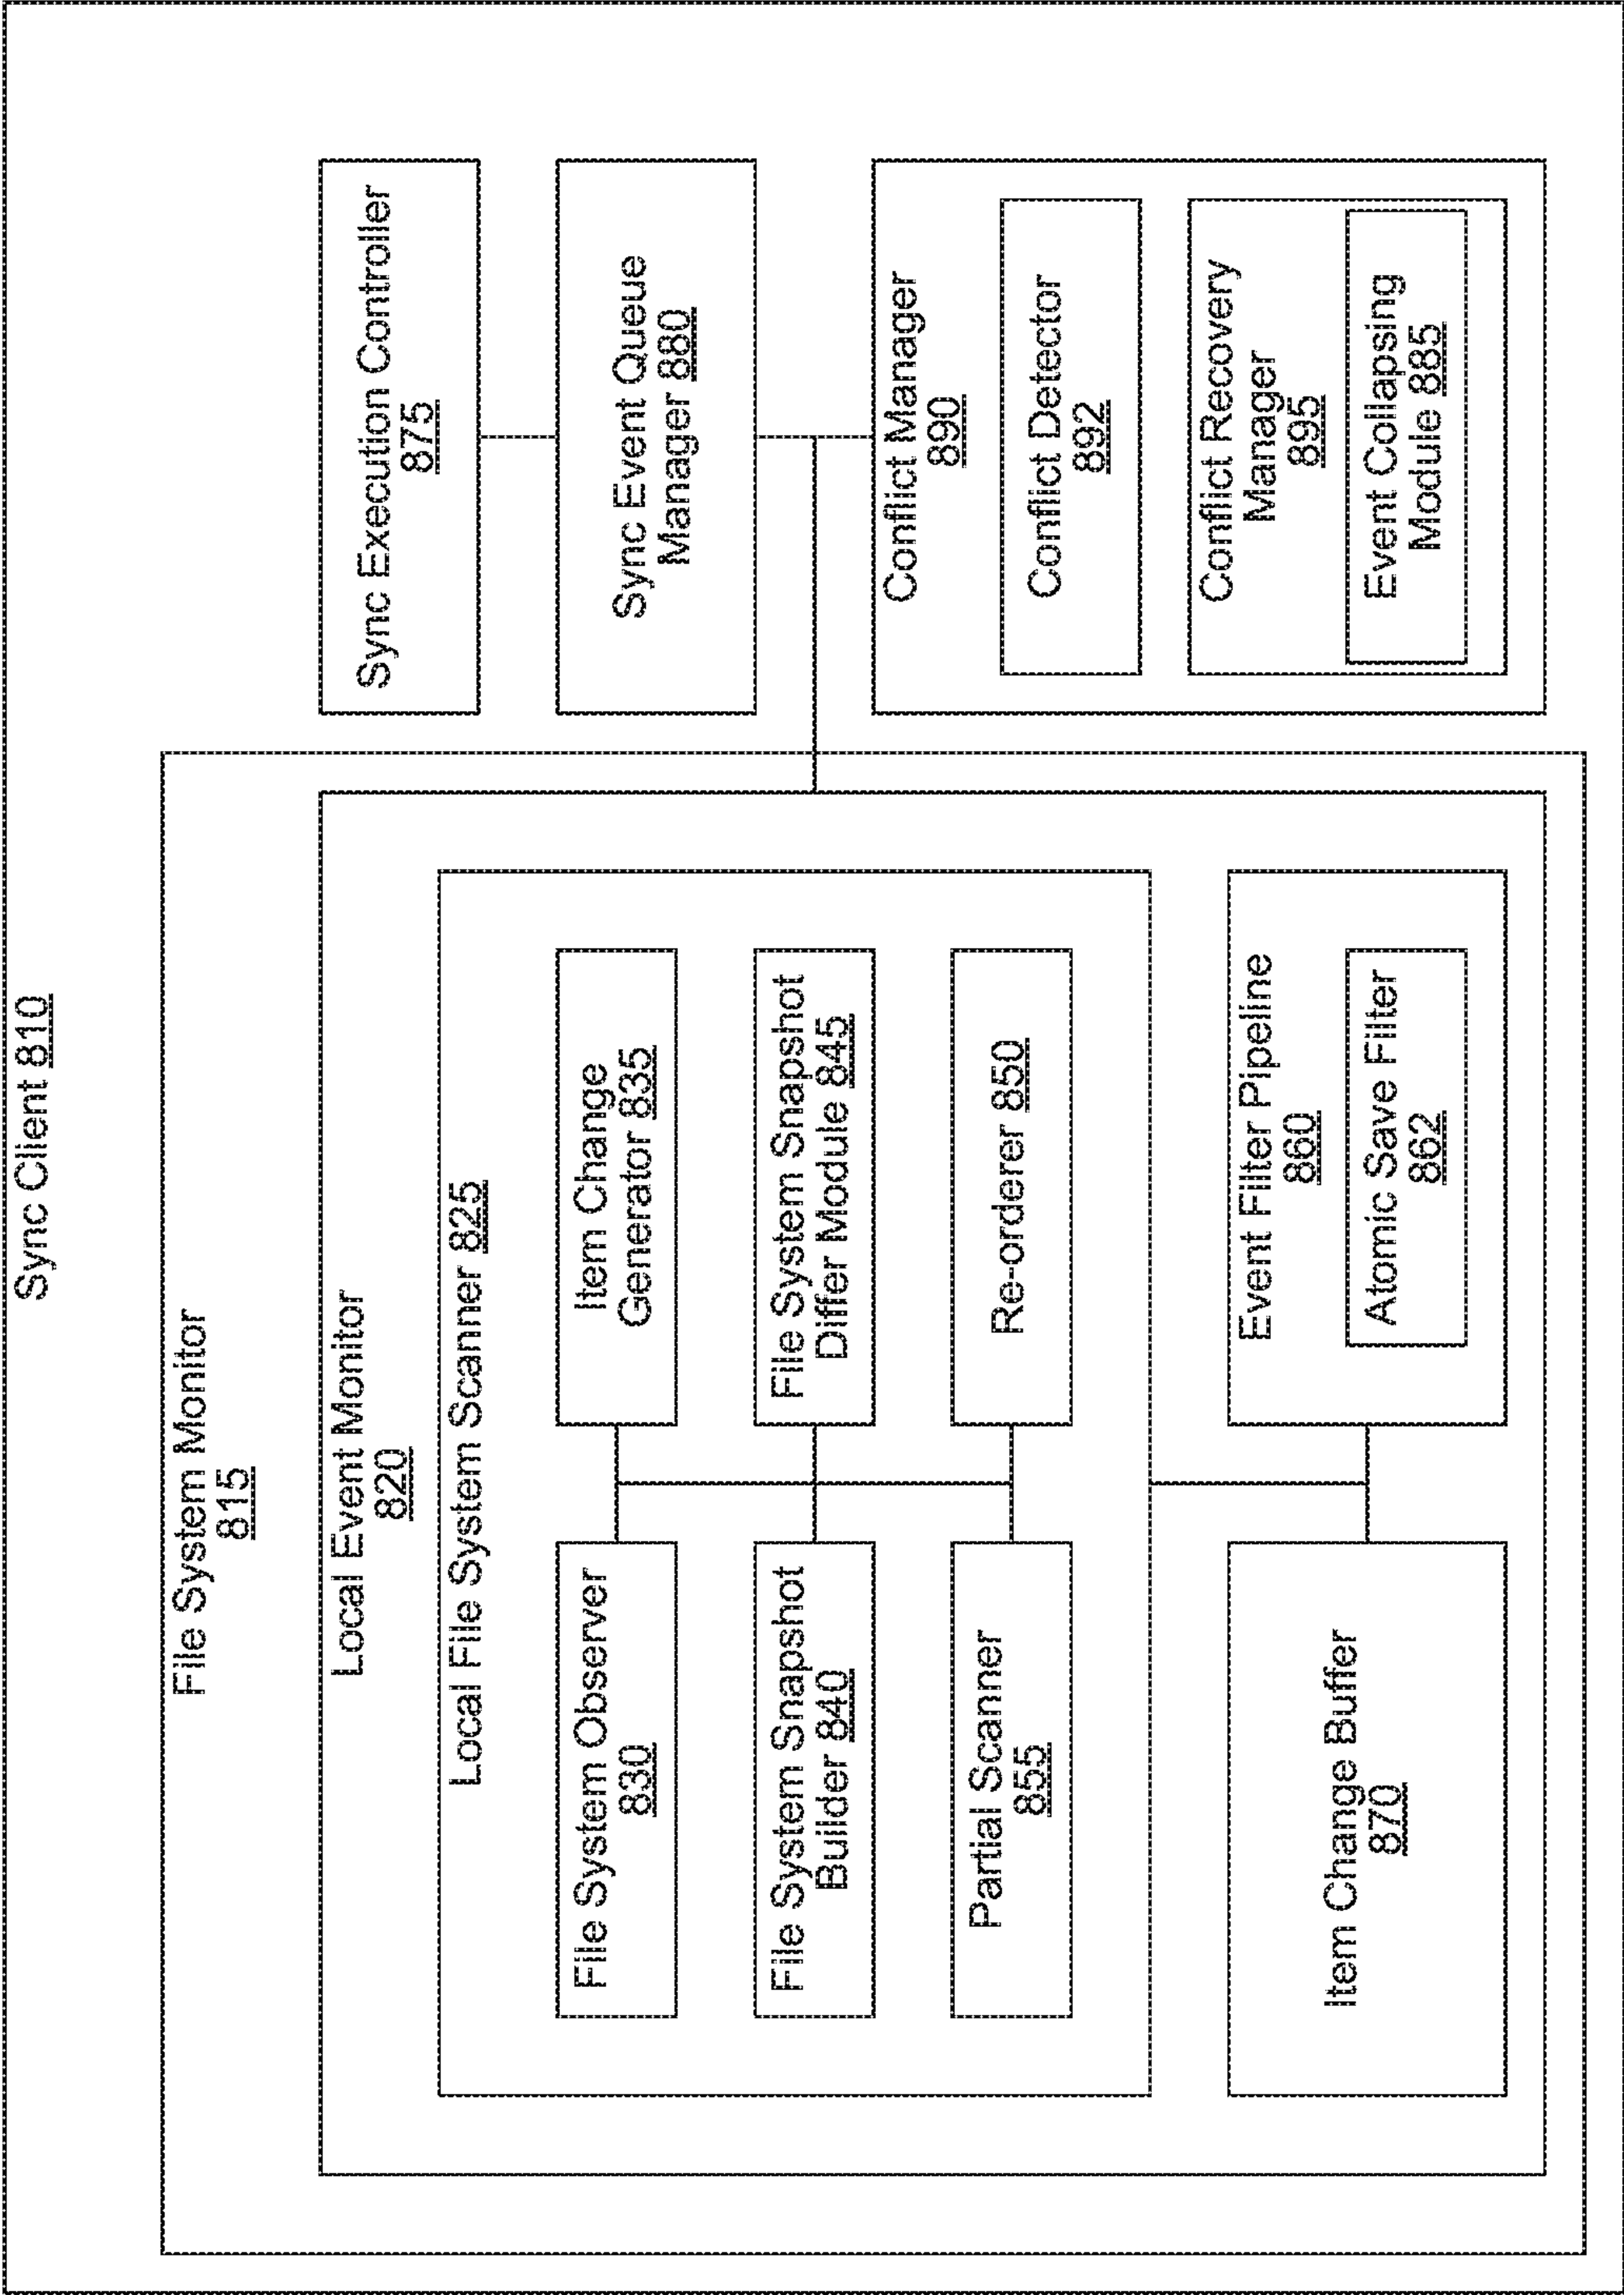 Sync Client 810
File System Monitor
815
Local Event Monitor
820
Local File System Scanner 825
File System Observer
830
Item Change
Generator 835
File System Snapshot
Builder 840
File System Snapshot
Differ Module 845
Partial Scanner
855
Re-orderer 850
Item Change Buffer
870
Event Filter Pipeline
860
Atomic Save Filter
862
Sync Execution Controller
875
Sync Event Queue
Manager 880
Conflict Manager
890
Conflict Detector
892
Conflict Recovery
Manager
895
Event Collapsing
Module 885